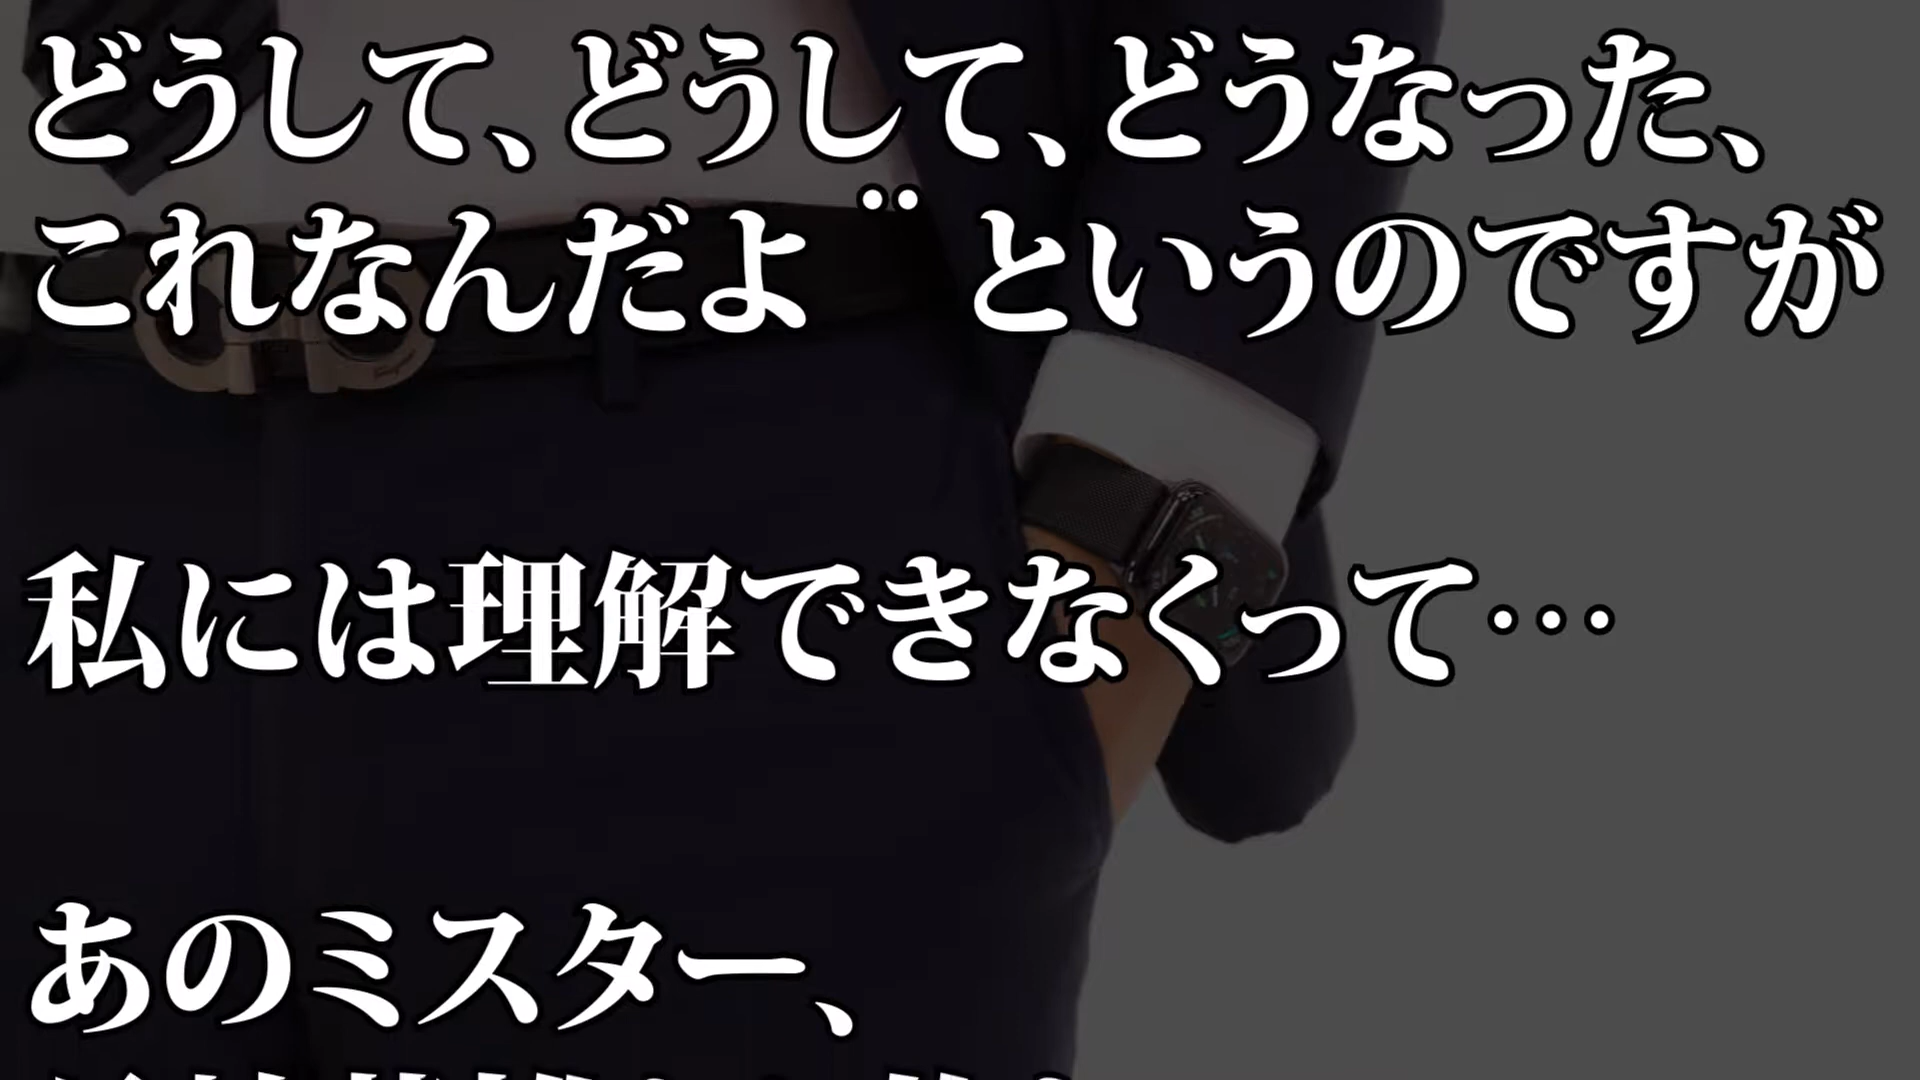 どうして、どうして、どうなった、
これなんだよ¨ というのですが
私には理解できなくって…
あのミスター、